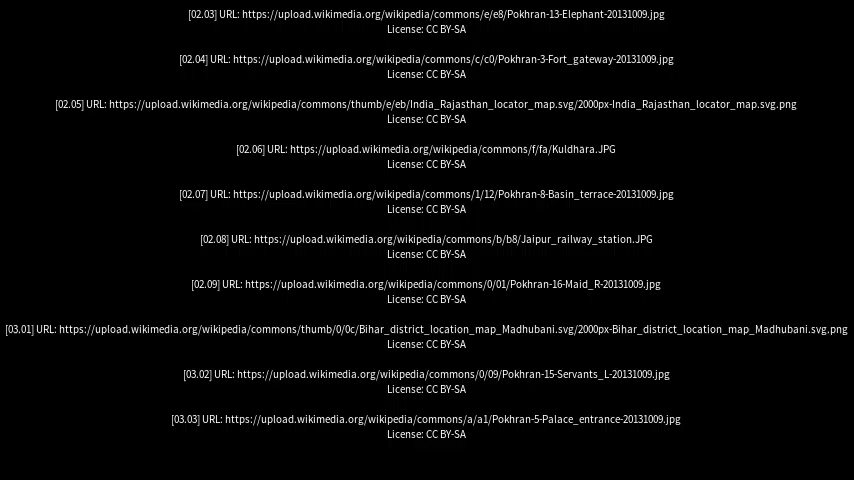 [02.03] URL: https://upload.wikimedia.org/wikipedia/commons/e/e8/Pokhran-13-Elephant-20131009.jpg
License: CC BY-SA
[02.04] URL: https://upload.wikimedia.org/wikipedia/commons/c/c0/Pokhran-3-Fort_gateway-20131009.jpg
License: CC BY-SA
[02.05] URL: https://upload.wikimedia.org/wikipedia/commons/thumb/e/eb/India_Rajasthan_locator_map.svg/2000px-India_Rajasthan_locator_map.svg.png
License: CC BY-SA
[02.06] URL: https://upload.wikimedia.org/wikipedia/commons/f/fa/Kuldhara.JPG
License: CC BY-SA
[02.07] URL: https://upload.wikimedia.org/wikipedia/commons/1/12/Pokhran-8-Basin_terrace-20131009.jpg
License: CC BY-SA
[02.08] URL: https://upload.wikimedia.org/wikipedia/commons/b/b8/Jaipur_railway_station.JPG
License: CC BY-SA
[02.09] URL: https://upload.wikimedia.org/wikipedia/commons/0/01/Pokhran-16-Maid_R-20131009.jpg
License: CC BY-SA
[03.01] URL: https://upload.wikimedia.org/wikipedia/commons/thumb/0/0c/Bihar_district_location_map_Madhubani.svg/2000px-Bihar_district_location_map_Madhubani.svg.png
License: CC BY-SA
[03.02] URL: https://upload.wikimedia.org/wikipedia/commons/0/09/Pokhran-15-Servants_L-20131009.jpg
License: CC BY-SA
[03.03] URL: https://upload.wikimedia.org/wikipedia/commons/a/a1/Pokhran-5-Palace_entrance-20131009.jpg
License: CC BY-SA